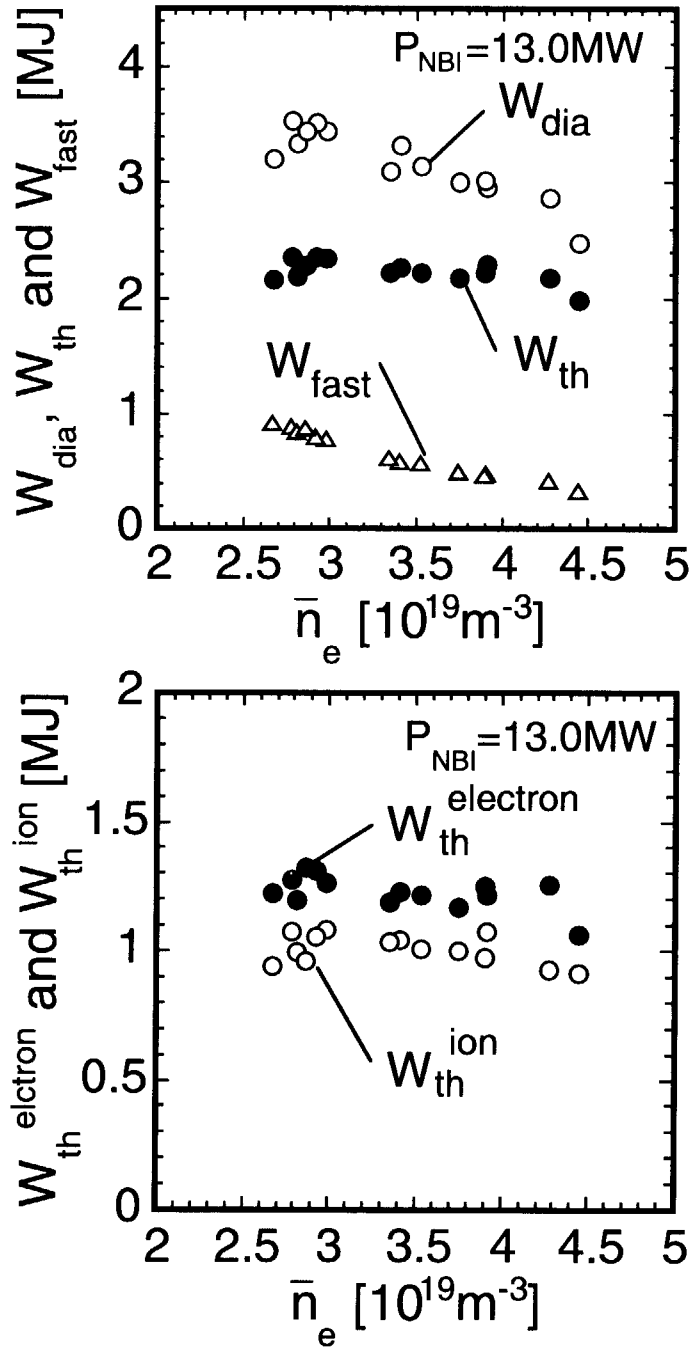 W_dia, W_th and W_fast [MJ]
4
3
2
1
0
P_NBI=13.0MW
W_dia
W_th
W_fast
2 2.5 3 3.5 4 4.5 5
n̄_e [10^19m^-3]
W_th^elctron and W_th^ion [MJ]
2
1.5
1
0.5
0
P_NBI=13.0MW
W_th^electron
W_th^ion
2 2.5 3 3.5 4 4.5 5
n̄_e [10^19m^-3]